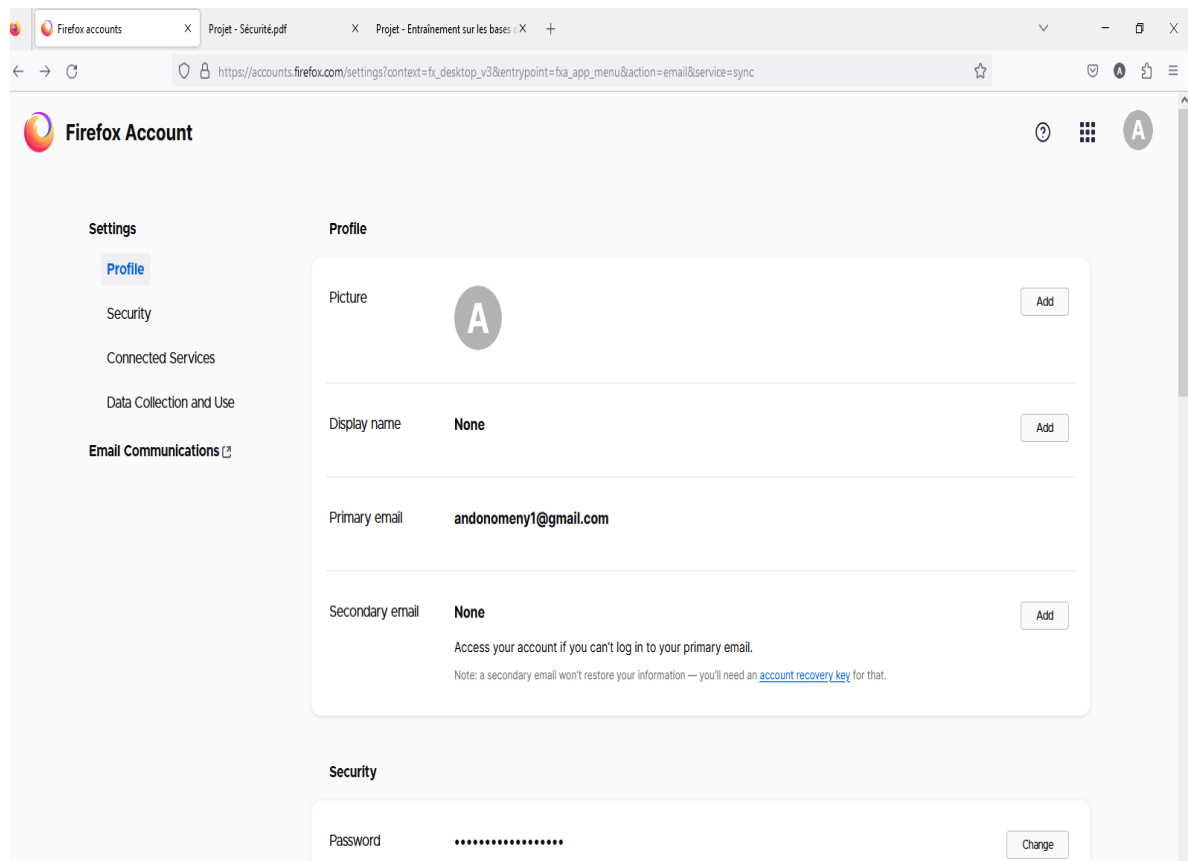 Firefox accounts
Projet - Sécurité.pdf
Projet - Entraînement sur les bases
https://accounts.firefox.com/settings?context=fx_desktop_v3&entrypoint=fxa_app_menu&action=email&service=sync
A
Firefox Account
A
Settings
Profile
Security
Connected Services
Data Collection and Use
Email Communications
Profile
Picture
A
Add
Display name
None
Add
Primary email
andonomeny1@gmail.com
Secondary email
None
Add
Access your account if you can't log in to your primary email.
Note: a secondary email won't restore your information — you'll need an account recovery key for that.
Security
Password
•••••••••••••••••
Change